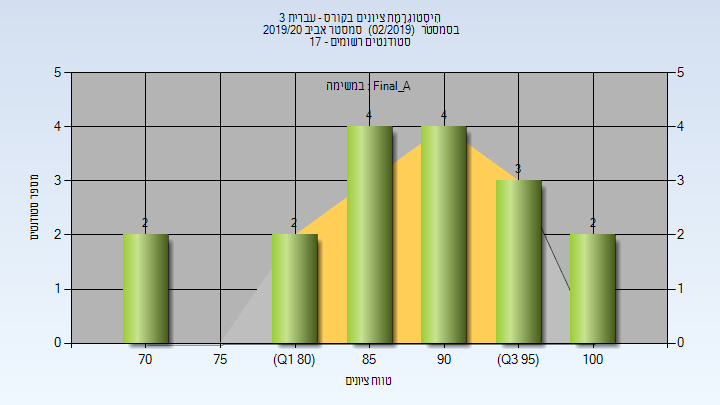 היסטוגרמת ציונים בקורס - עברית 3
בסמסטר (02/2019) סמסטר אביב 2019/20
סטודנטים רשומים - 17
במשימה : Final_A
מספר סטודנטים
5
4
3
2
1
0
5
4
3
2
1
0
2
2
4
4
3
2
70
75
(Q1 80)
85
90
(Q3 95)
100
טווח ציונים